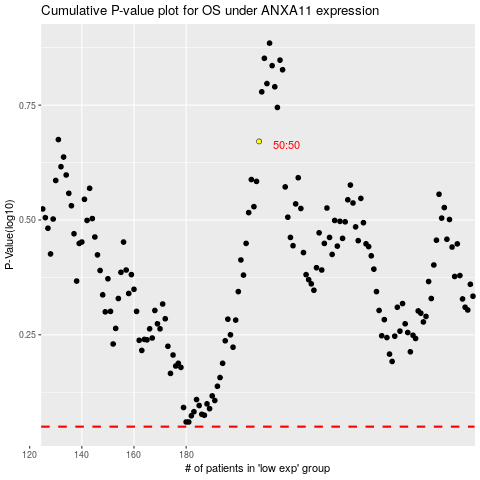 Cumulative P-value plot for OS under ANXA11 expression
P-Value(log10)
0.75
0.50
0.25
50:50
120 140 160 180
# of patients in 'low exp' group